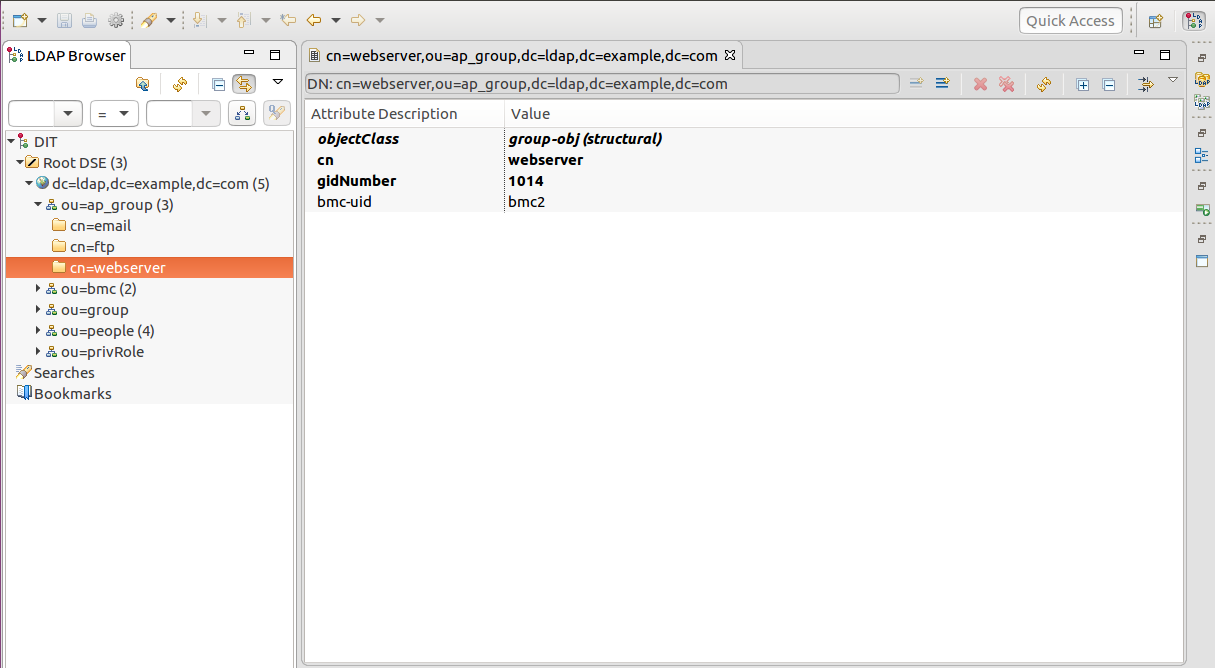 Quick Access
LDAP Browser
cn=webserver,ou=ap_group,dc=ldap,dc=example,dc=com
DN: cn=webserver,ou=ap_group,dc=ldap,dc=example,dc=com
=
Attribute Description Value
DIT
objectClass group-obj (structural)
Root DSE (3)
cn webserver
dc=ldap,dc=example,dc=com (5)
gidNumber 1014
ou=ap_group (3)
bmc-uid bmc2
cn=email
cn=ftp
cn=webserver
ou=bmc (2)
ou=group
ou=people (4)
ou=privRole
Searches
Bookmarks